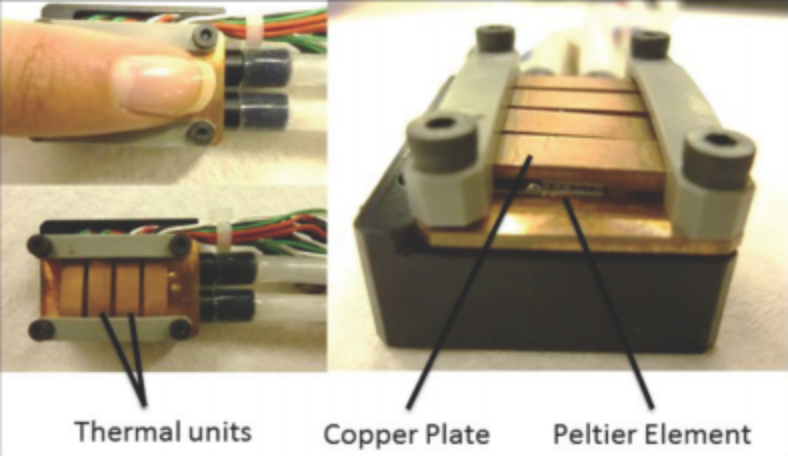 Thermal units
Copper Plate
Peltier Element